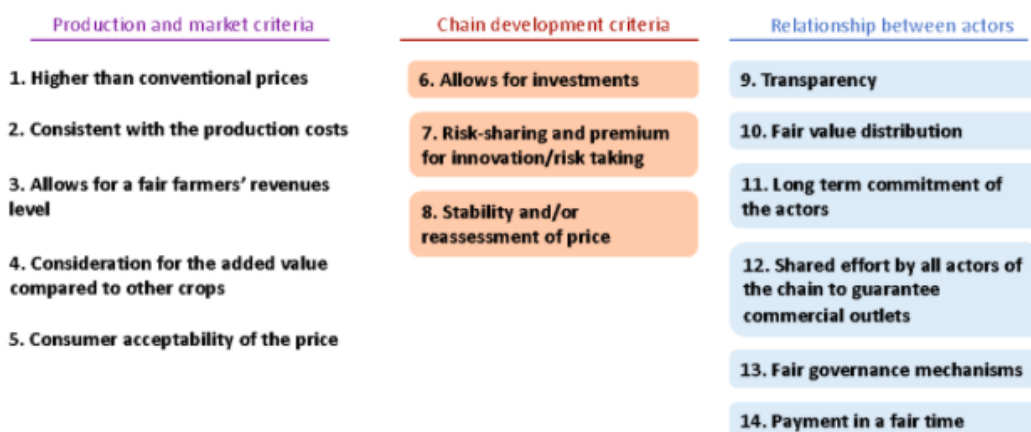 Production and market criteria
1. Higher than conventional prices
2. Consistent with the production costs
3. Allows for a fair farmers' revenues
level
4. Consideration for the added value
compared to other crops
5. Consumer acceptability of the price
Chain development criteria
6. Allows for investments
7. Risk-sharing and premium
for innovation/risk taking
8. Stability and/or
reassessment of price
Relationship between actors
9. Transparency
10. Fair value distribution
11. Long term commitment of
the actors
12. Shared effort by all actors of
the chain to guarantee
commercial outlets
13. Fair governance mechanisms
14. Payment in a fair time